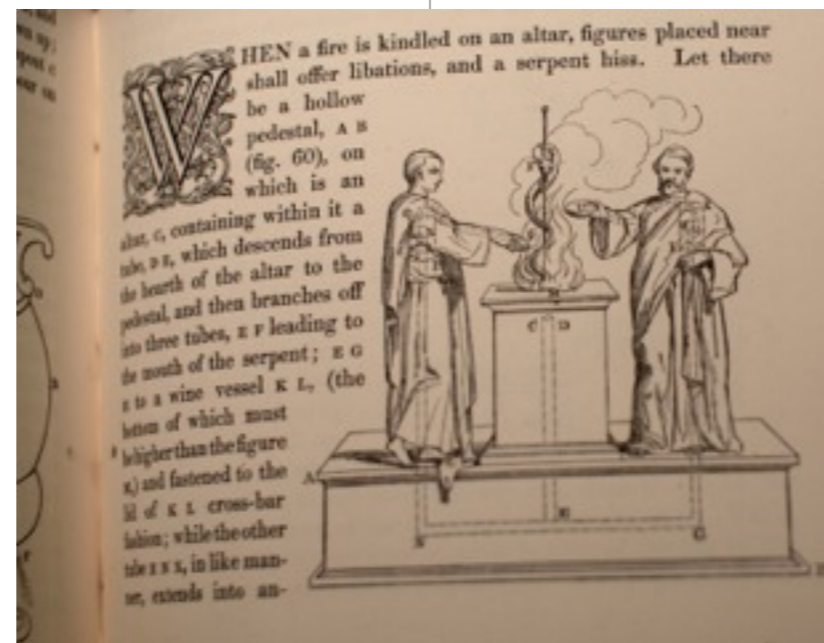 WHEN a fire is kindled on an altar, figures placed near
shall offer libations, and a serpent hiss. Let there
be a hollow
pedestal, A B
(fig. 60), on
which is an
altar, C, containing within it a
tube, D E, which descends from
the hearth of the altar to the
pedestal, and then branches off
into three tubes, E F leading to
the mouth of the serpent; E G
to a wine vessel K L, (the
bottom of which must
be higher than the figure
) and fastened to the
lid of K L cross-bar
fashion; while the other
tube in like man-
ner, extends into an-
C D
A
E
G